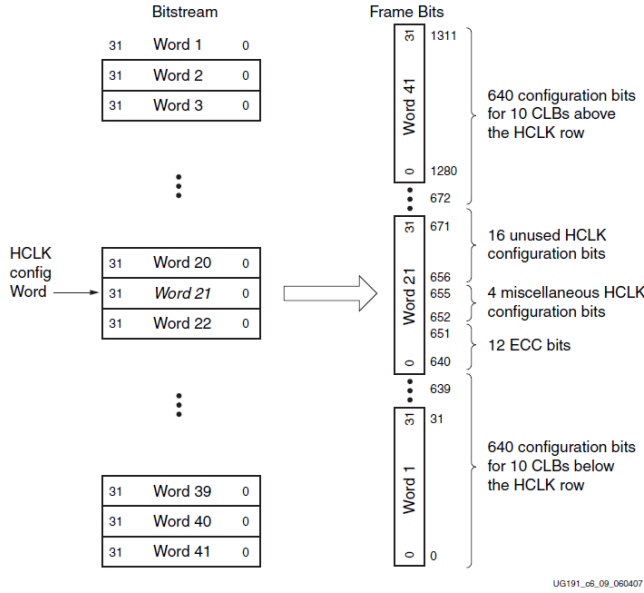 Bitstream
31 Word 1 0
31 Word 2 0
31 Word 3 0
HCLK
config
Word
31 Word 20 0
31 Word 21 0
31 Word 22 0
31 Word 39 0
31 Word 40 0
31 Word 41 0
Frame Bits
31 1311
Word 41
0 1280
672
31 671
656
Word 21
655
652
651
0 640
639
31 31
Word 1
0 0
640 configuration bits
for 10 CLBs above
the HCLK row
16 unused HCLK
configuration bits
4 miscellaneous HCLK
configuration bits
12 ECC bits
640 configuration bits
for 10 CLBs below
the HCLK row
UG191_c6_09_060407